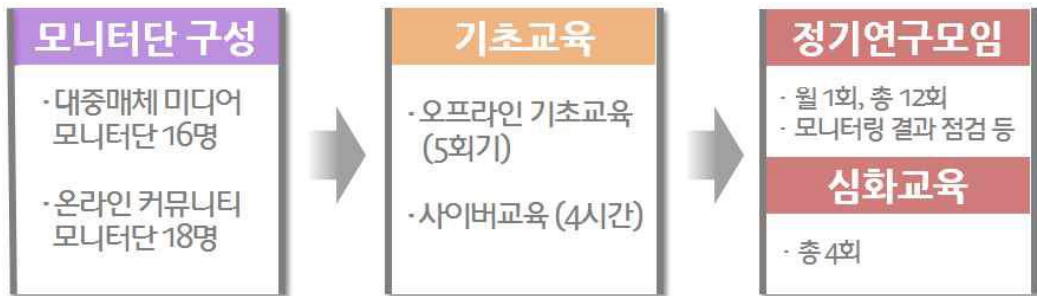 모니터단 구성
·대중매체 미디어
모니터단 16명
·온라인 커뮤니티
모니터단 18명
기초교육
·오프라인 기초교육
(5회기)
·사이버교육 (4시간)
정기연구모임
· 월 1회, 총 12회
· 모니터링 결과 점검 등
심화교육
· 총 4회